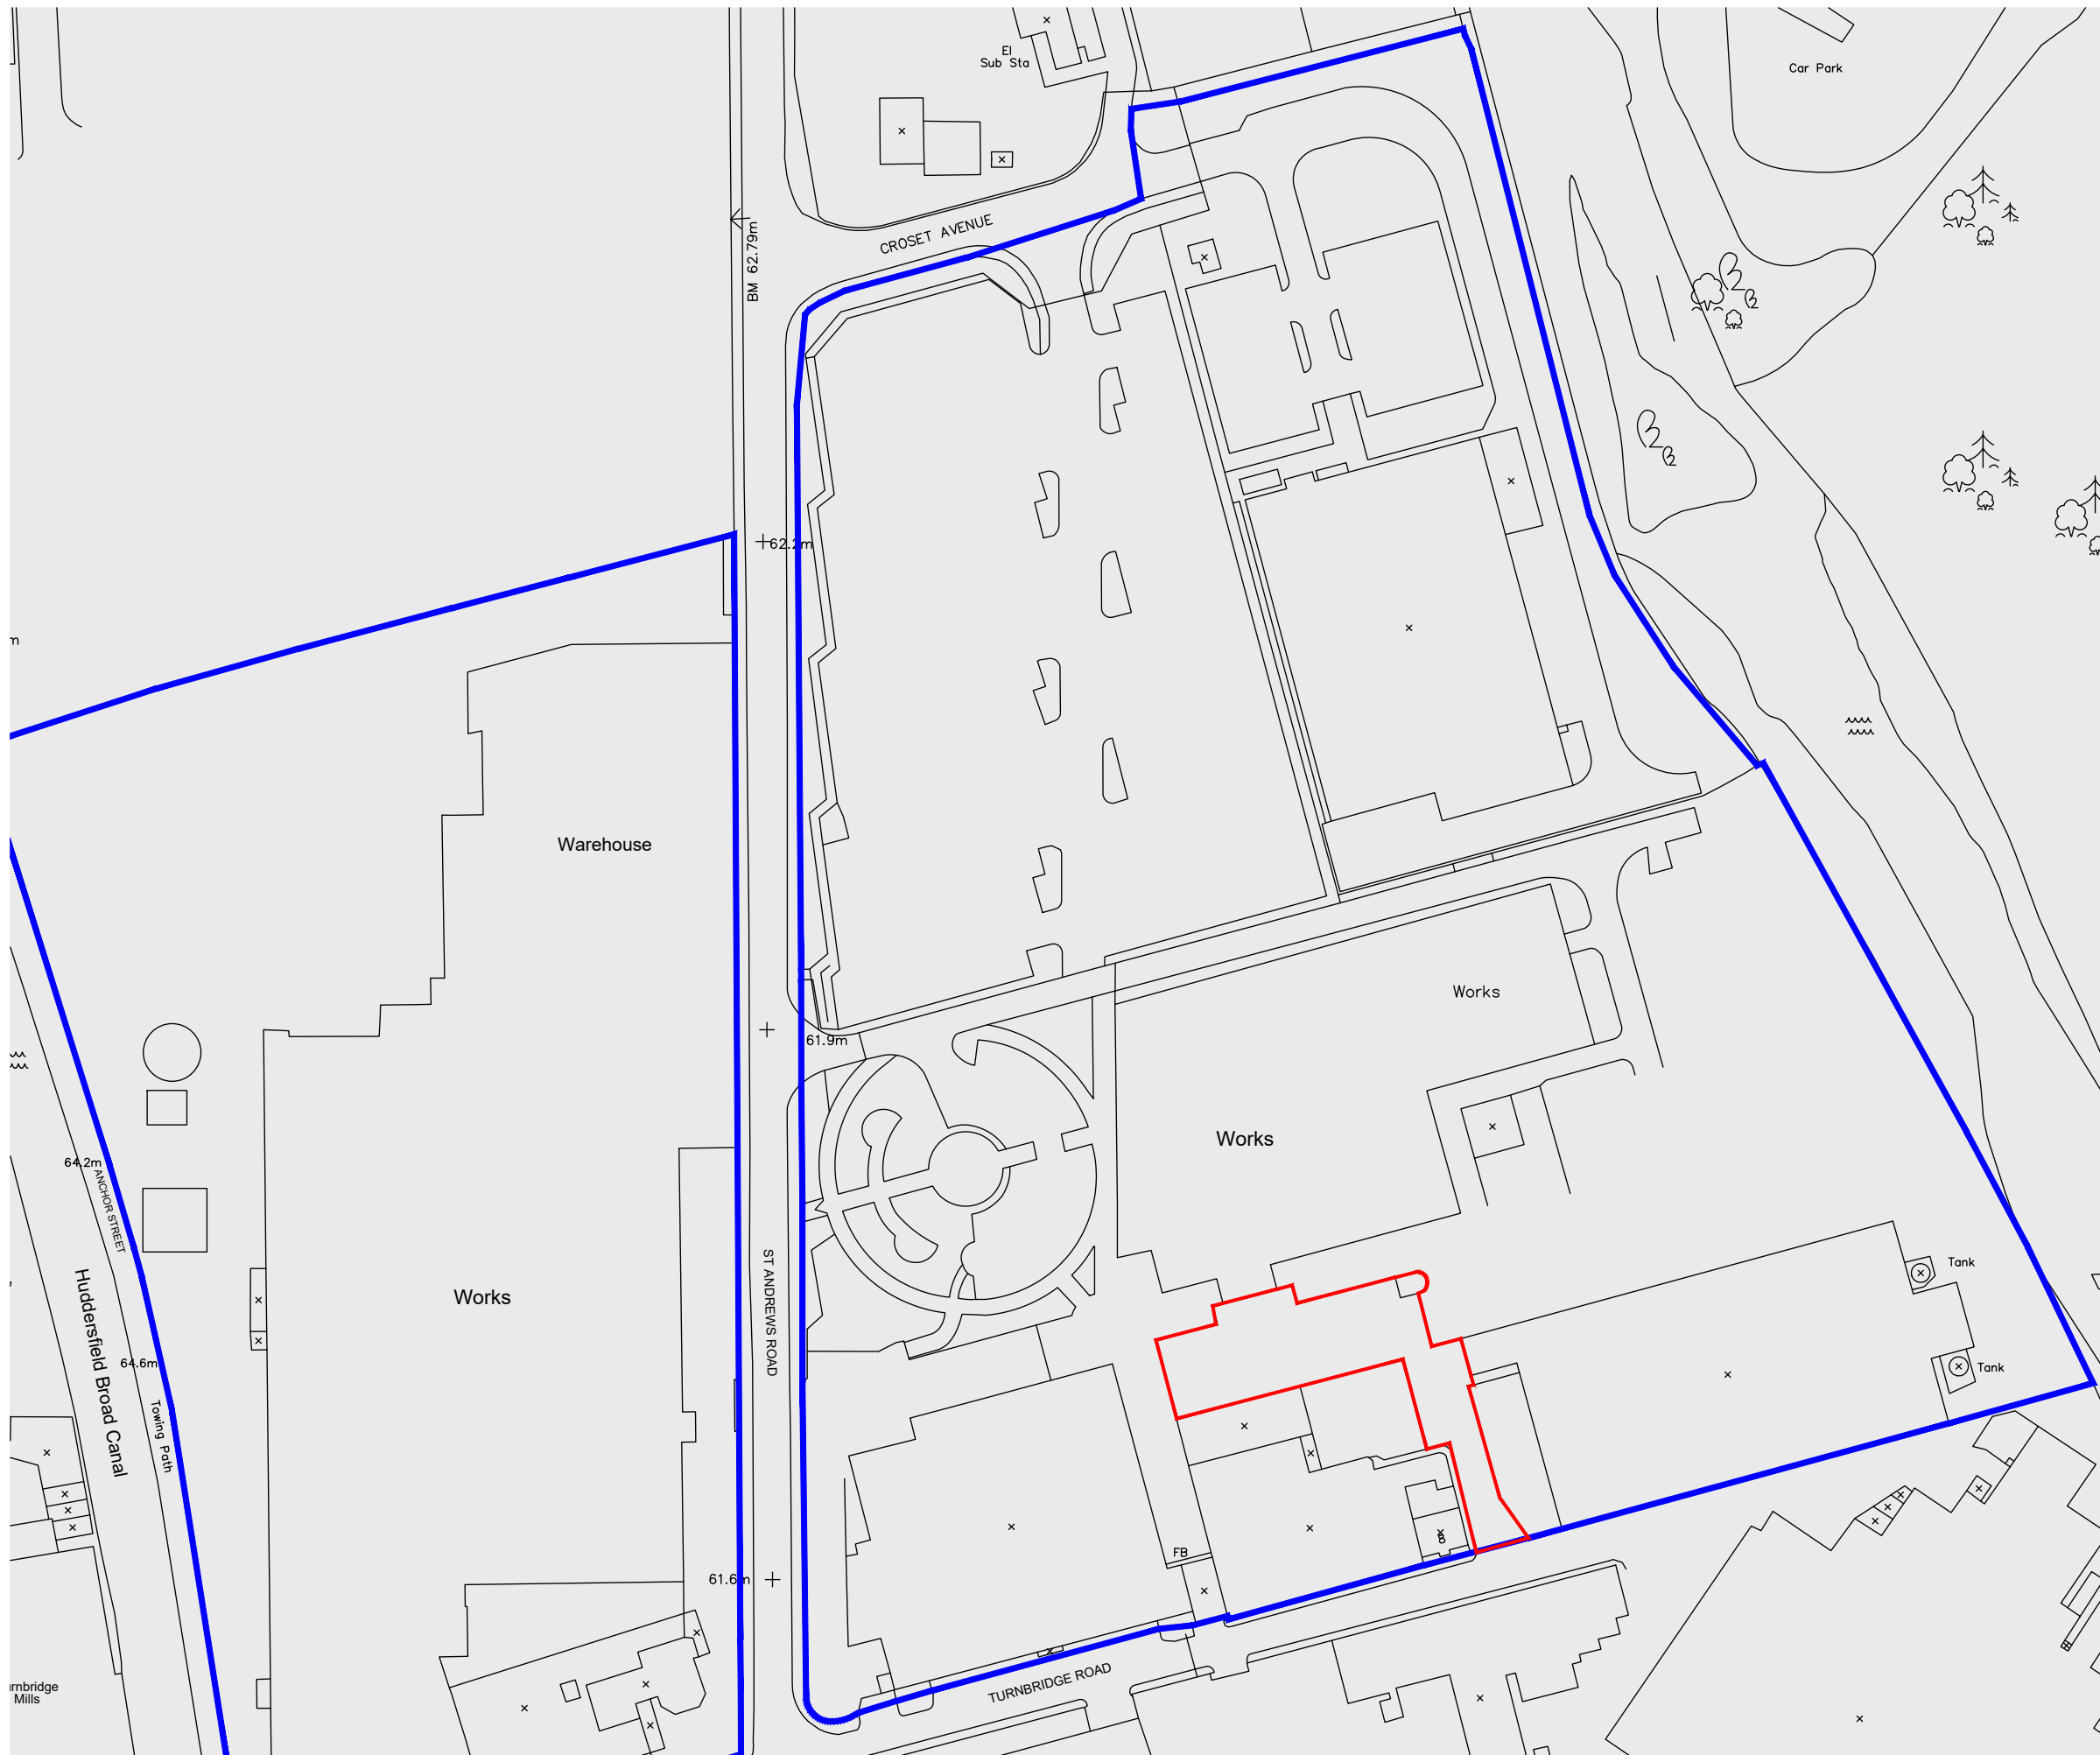 El
Sub Sta
Car Park
CROSET AVENUE
BM 62.79m
62.2m
m
Warehouse
Works
61.9m
Works
64.2m
ANCHOR STREET
Tank
Works
ST ANDREWS ROAD
Huddersfield Broad Canal
64.6m
Tank
Towing Path
FB
61.6m
TURNBRIDGE ROAD
rnbridge
Mills